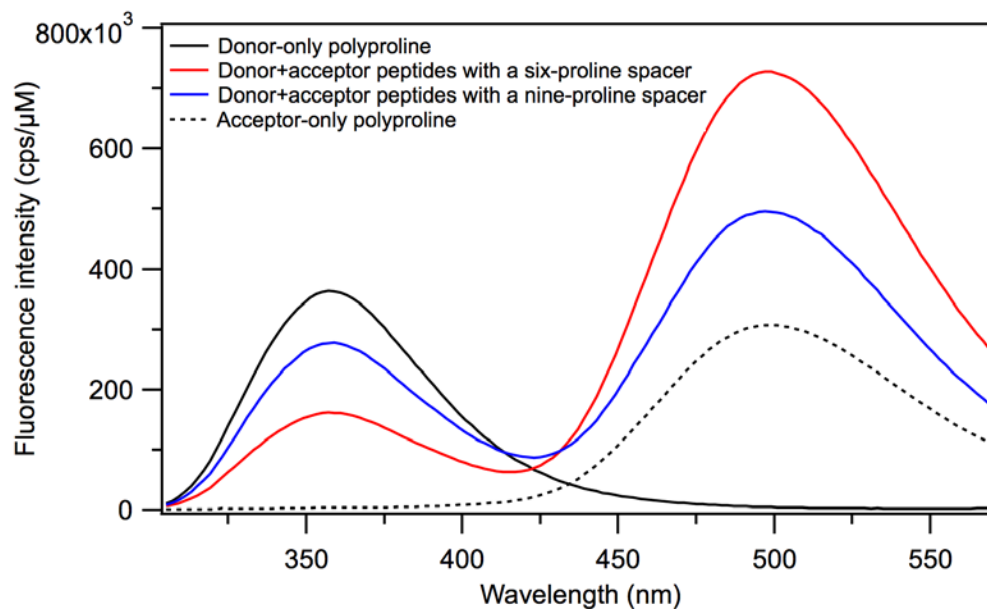 800x10³
Donor-only polyproline
Donor+acceptor peptides with a six-proline spacer
Donor+acceptor peptides with a nine-proline spacer
Acceptor-only polyproline
600
400
200
0
Fluorescence intensity (cps/µM)
350 400 450 500 550
Wavelength (nm)